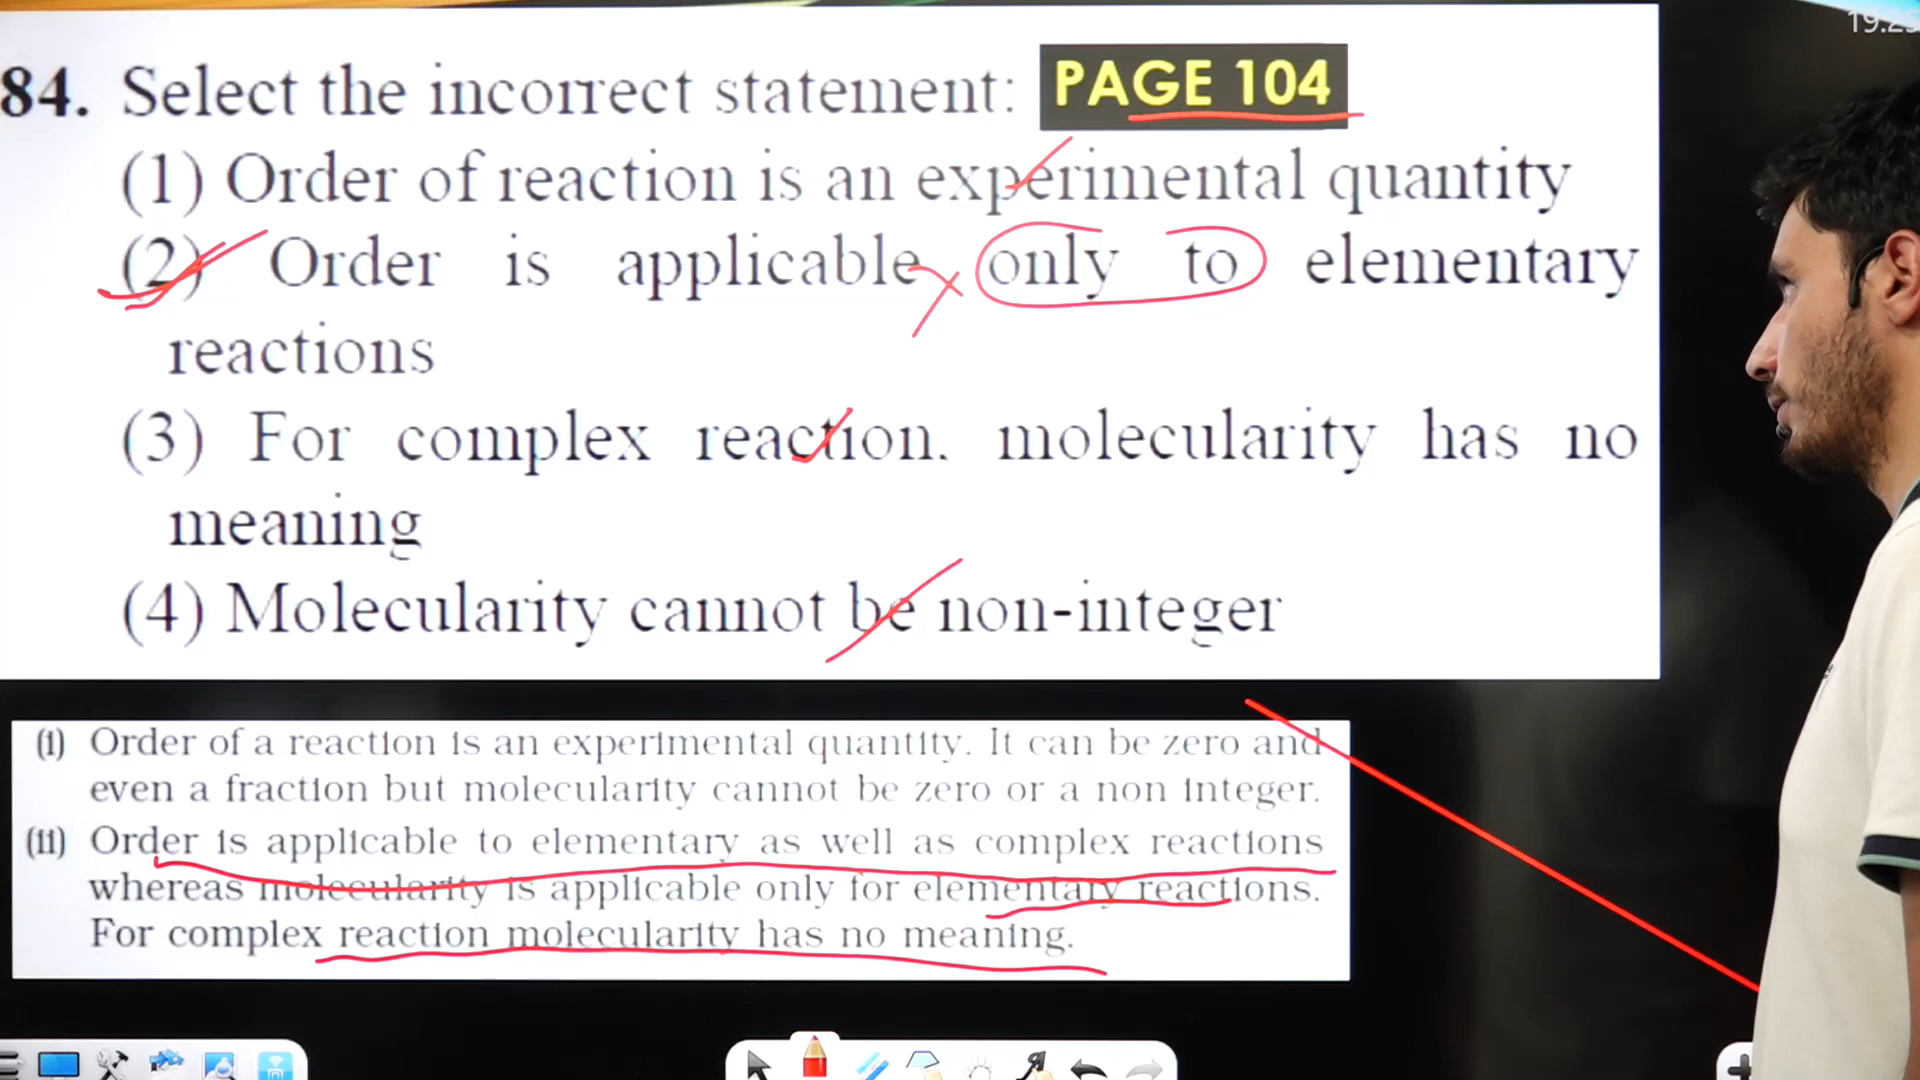 19:25
84. Select the incorrect statement: PAGE 104
(1) Order of reaction is an experimental quantity
(2) Order is applicable only to elementary
reactions
(3) For complex reaction, molecularity has no
meaning
(4) Molecularity cannot be non-integer
(i) Order of a reaction is an experimental quantity. It can be zero and
even a fraction but molecularity cannot be zero or a non integer.
(ii) Order is applicable to elementary as well as complex reactions
whereas molecularity is applicable only for elementary reactions.
For complex reaction molecularity has no meaning.